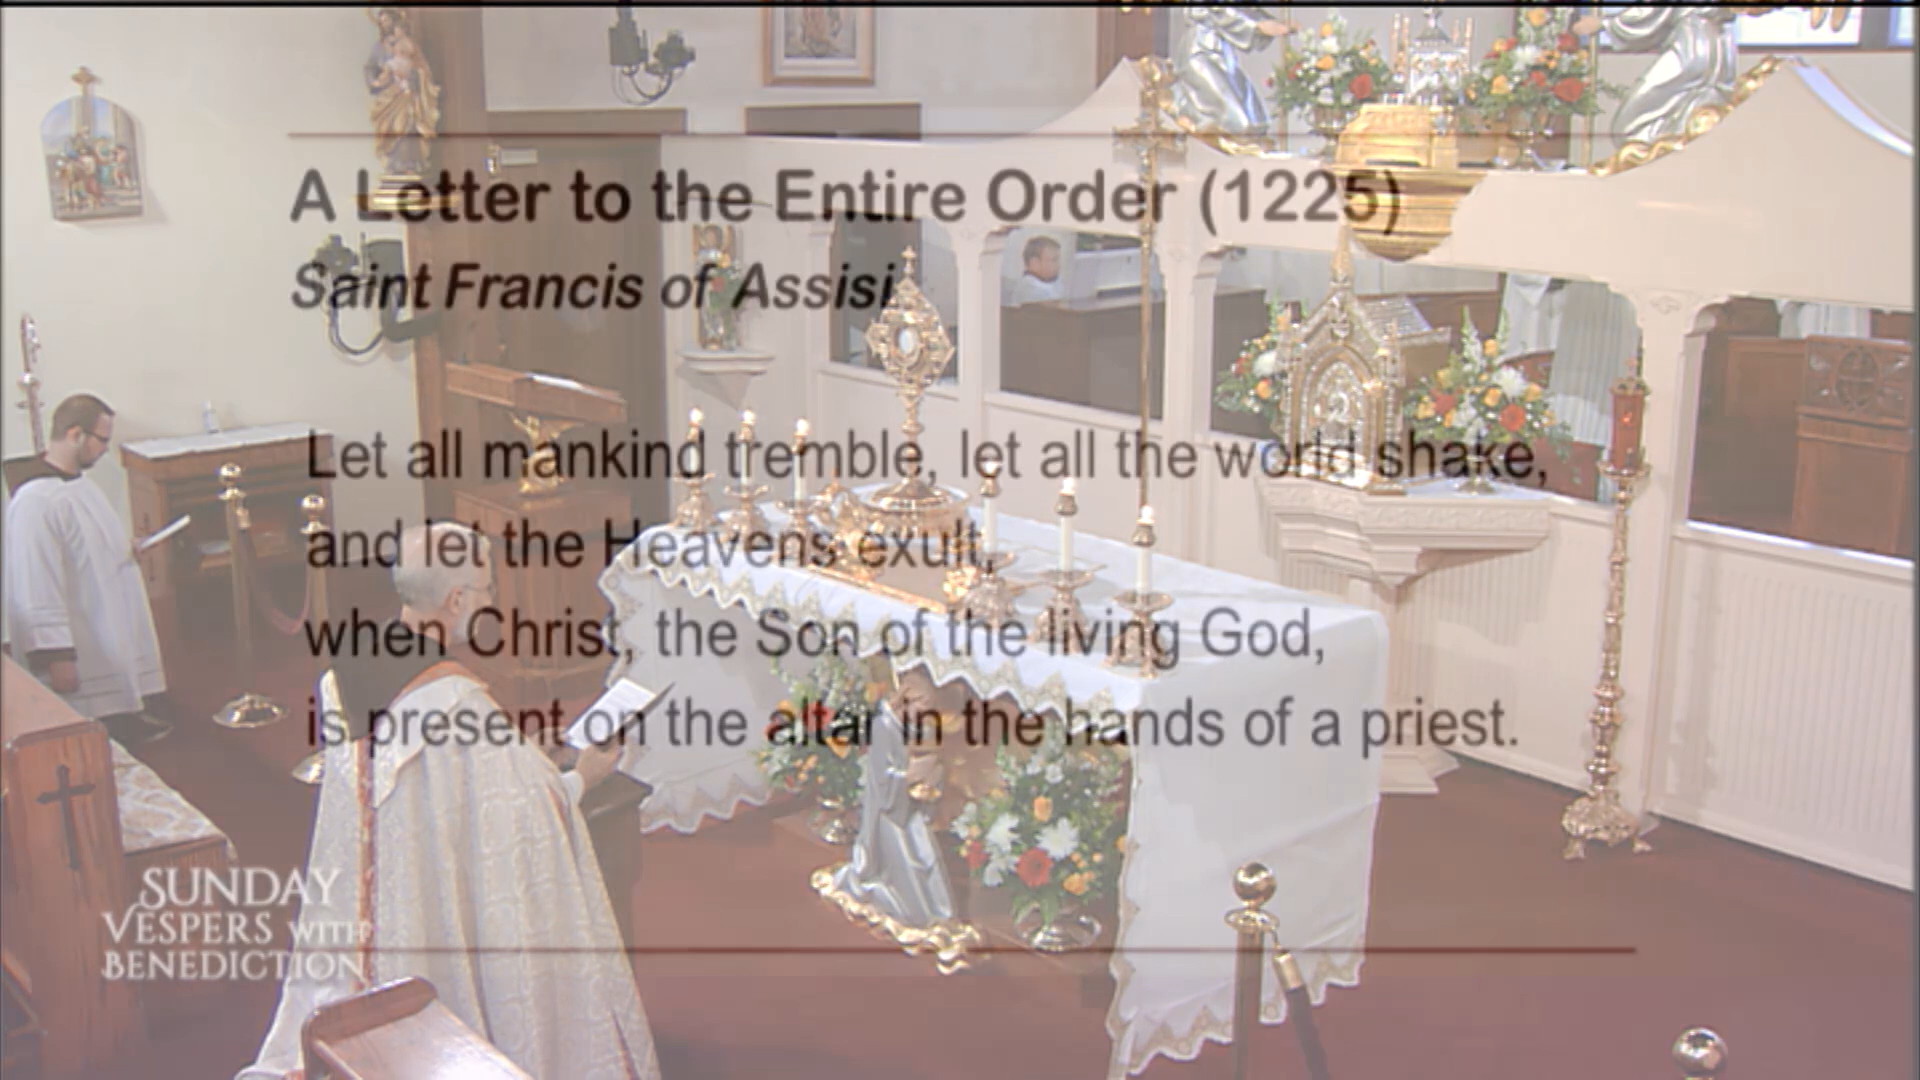 A Letter to the Entire Order (1225)
Saint Francis of Assisi
Let all mankind tremble, let all the world shake,
and let the Heavens exult,
when Christ, the Son of the living God,
is present on the altar in the hands of a priest.
SUNDAY
VESPERS WITH
BENEDICTION